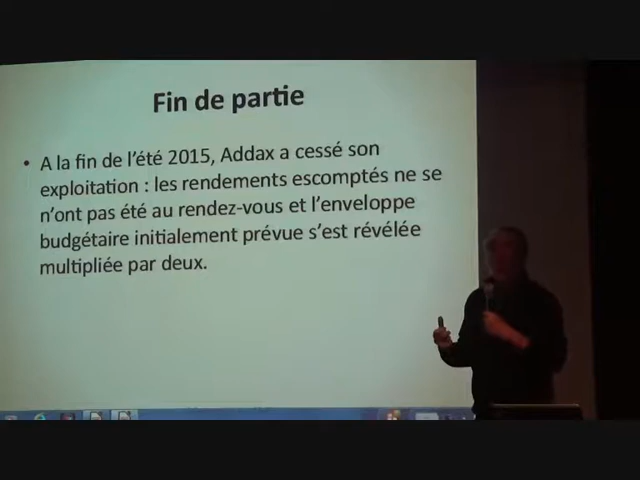 Fin de partie
• A la fin de l'été 2015, Addax a cessé son
exploitation : les rendements escomptés ne se
n'ont pas été au rendez-vous et l'enveloppe
budgétaire initialement prévue s'est révélée
multipliée par deux.